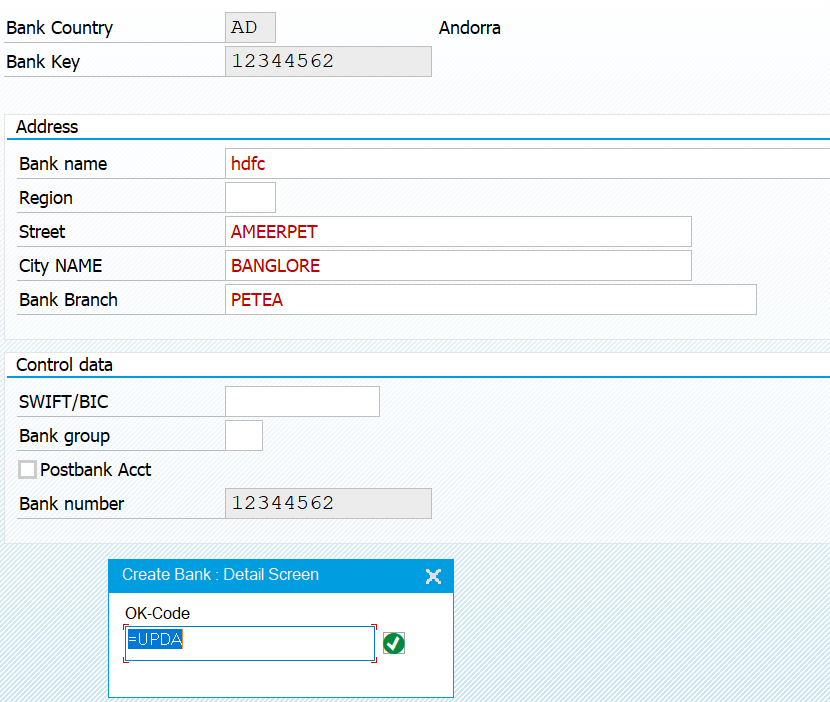 Bank Country AD Andorra
Bank Key 12344562
Address
Bank name hdfc
Region
Street AMEERPET
City NAME BANGLORE
Bank Branch PETEA
Control data
SWIFT/BIC
Bank group
Postbank Acct
Bank number 12344562
Create Bank : Detail Screen
OK-Code
=UPDA